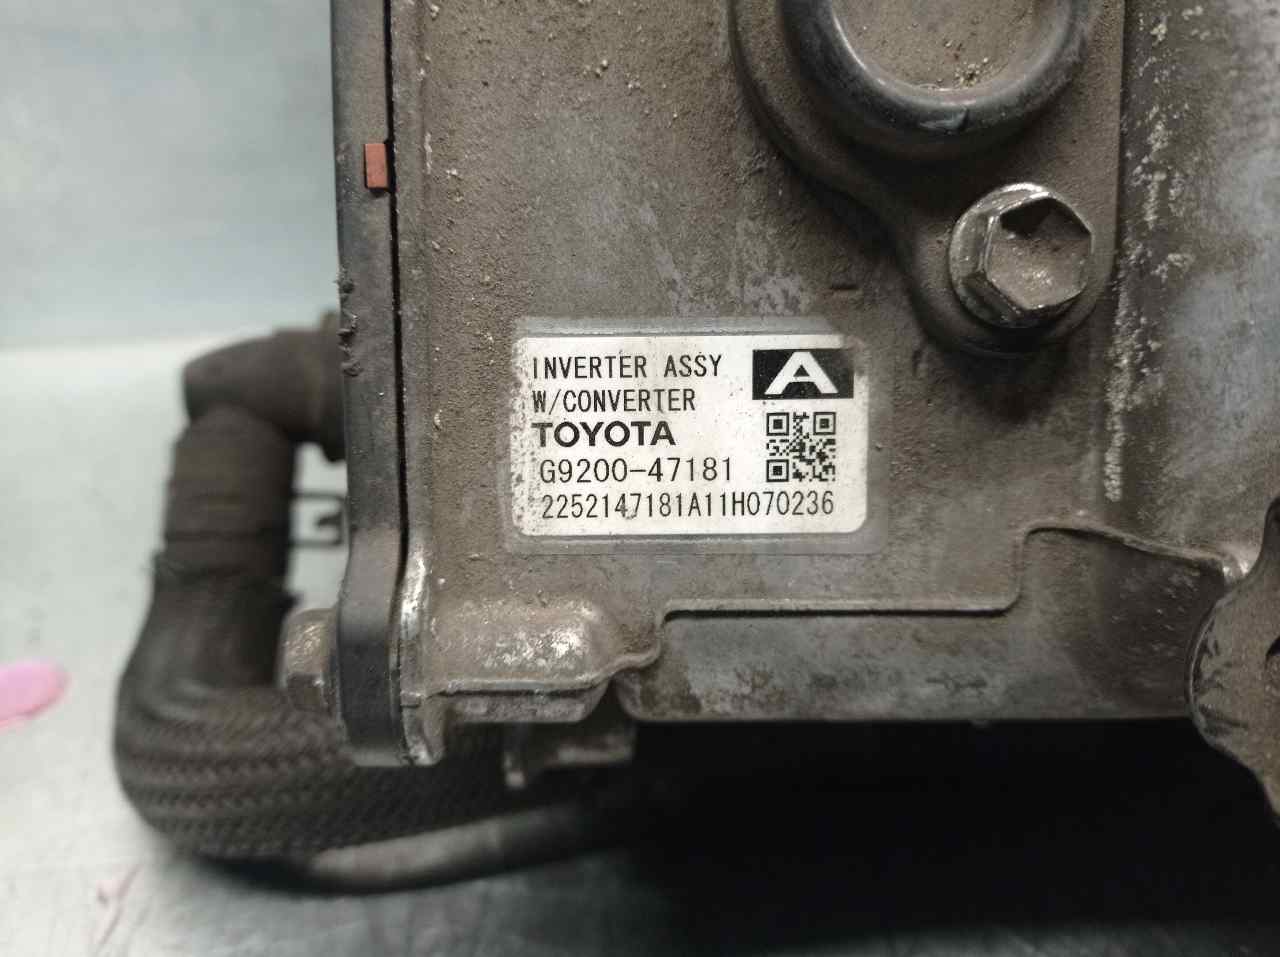 INVERTER ASSY
A
W/CONVERTER
TOYOTA
G9200-47181
2252147181A11H070236